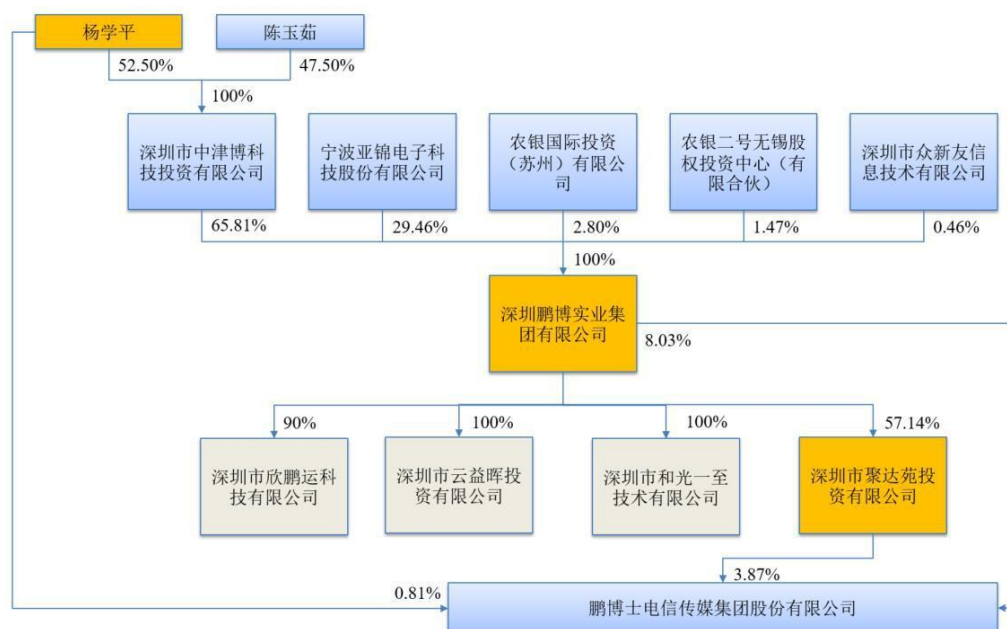 杨学平
陈玉茹
52.50%
47.50%
100%
深圳市中津博科
技投资有限公司
宁波亚锦电子科
技股份有限公司
农银国际投资
（苏州）有限公
司
农银二号无锡股
权投资中心（有
限合伙）
深圳市众新友信
息技术有限公司
65.81%
29.46%
2.80%
1.47%
0.46%
100%
深圳鹏博实业集
团有限公司
8.03%
90%
100%
100%
57.14%
深圳市欣鹏运科
技有限公司
深圳市云益晖投
资有限公司
深圳市和光一至
技术有限公司
深圳市聚达苑投
资有限公司
0.81%
3.87%
鹏博士电信传媒集团股份有限公司